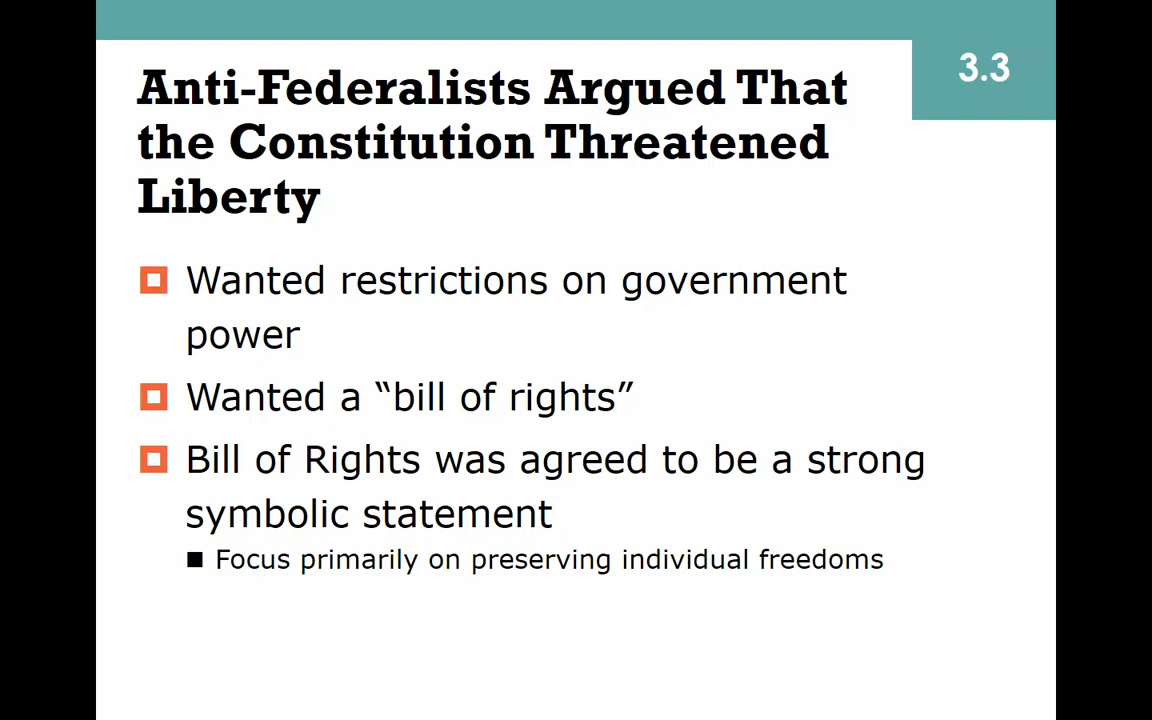 3.3
Anti-Federalists Argued That
the Constitution Threatened
Liberty
Wanted restrictions on government
power
Wanted a “bill of rights”
Bill of Rights was agreed to be a strong
symbolic statement
Focus primarily on preserving individual freedoms